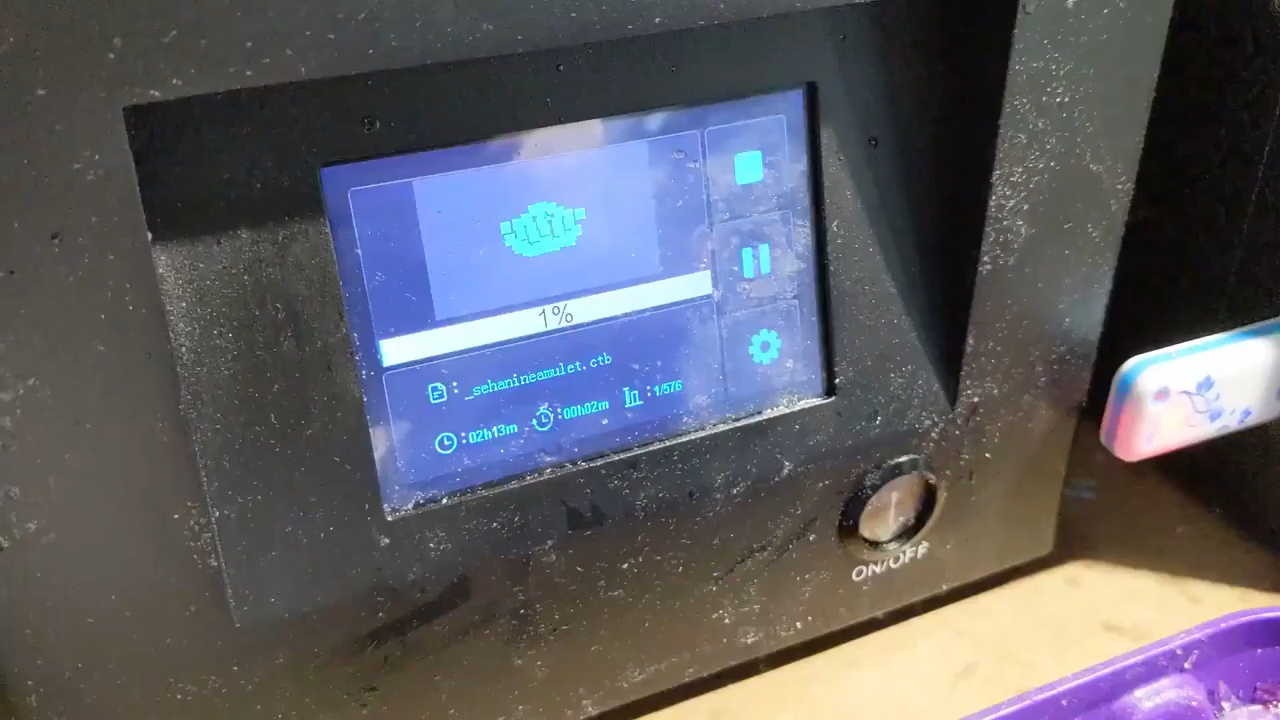 1%
: _sehanineamulet.ctb
:02h13m :00h02m :1/576
ON/OFF